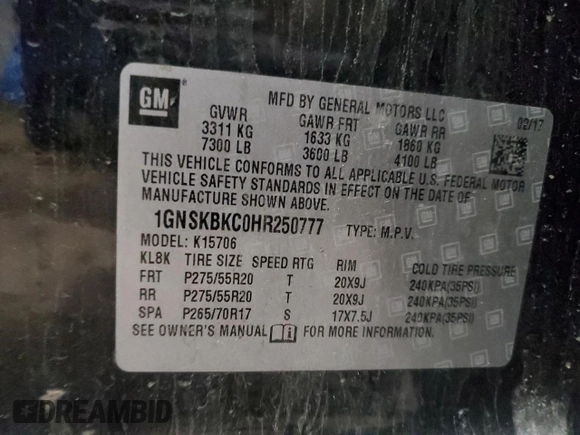 GM
MFD BY GENERAL MOTORS LLC
02/17
GVWR GAWR FRT GAWR RR
3311 KG 1633 KG 1860 KG
7300 LB 3600 LB 4100 LB
THIS VEHICLE CONFORMS TO ALL APPLICABLE U.S. FEDERAL MOTOR
VEHICLE SAFETY STANDARDS IN EFFECT ON THE DATE OF
MANUFACTURE SHOWN ABOVE.
1GNSKBKC0HR250777 TYPE: M.P.V.
MODEL: K15706
KL8K TIRE SIZE SPEED RTG RIM COLD TIRE PRESSURE
FRT P275/55R20 T 20X9J 240KPA(35PSI)
RR P275/55R20 T 20X9J 240KPA(35PSI)
SPA P265/70R17 S 17X7.5J 240KPA(35PSI)
SEE OWNER'S MANUAL FOR MORE INFORMATION.
DREAMBID